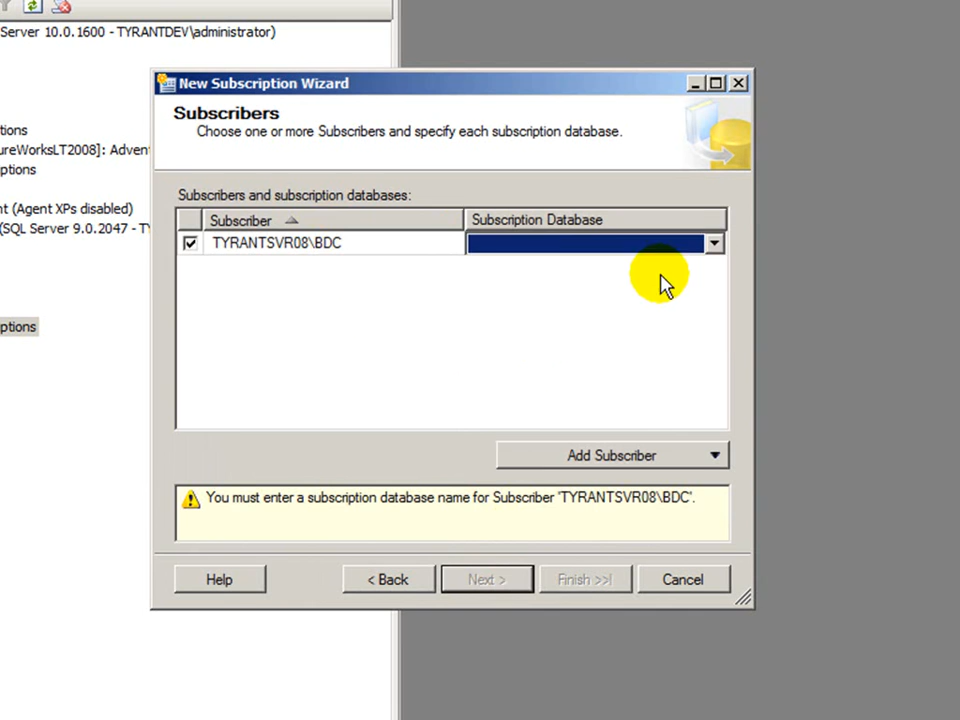 Server 10.0.1600 - TYRANTDEV\administrator)
New Subscription Wizard
Subscribers
Choose one or more Subscribers and specify each subscription database.
tions
ureWorksLT2008]: Advent
ptions
nt (Agent XPs disabled)
(SQL Server 9.0.2047 - TY
ptions
Subscribers and subscription databases:
Subscriber Subscription Database
TYRANTSVR08\BDC
Add Subscriber
You must enter a subscription database name for Subscriber 'TYRANTSVR08\BDC'.
Help < Back Next > Finish >>| Cancel